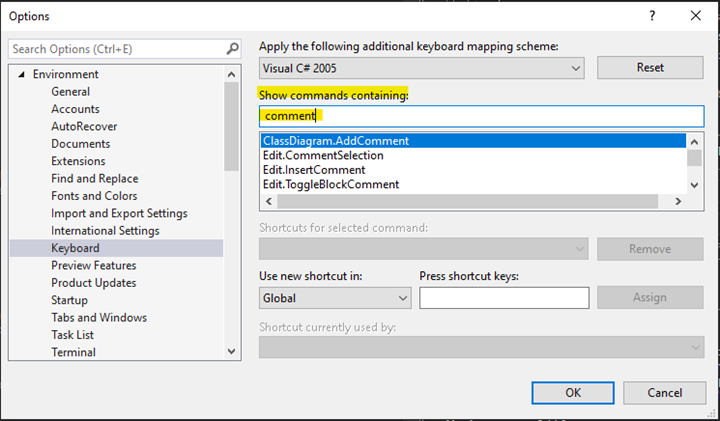 Options
Search Options (Ctrl+E)
Environment
General
Accounts
AutoRecover
Documents
Extensions
Find and Replace
Fonts and Colors
Import and Export Settings
International Settings
Keyboard
Preview Features
Product Updates
Startup
Tabs and Windows
Task List
Terminal
Apply the following additional keyboard mapping scheme:
Visual C# 2005
Reset
Show commands containing:
comment
ClassDiagram.AddComment
Edit.CommentSelection
Edit.InsertComment
Edit.ToggleBlockComment
Shortcuts for selected command:
Remove
Use new shortcut in:
Press shortcut keys:
Global
Assign
Shortcut currently used by:
OK
Cancel